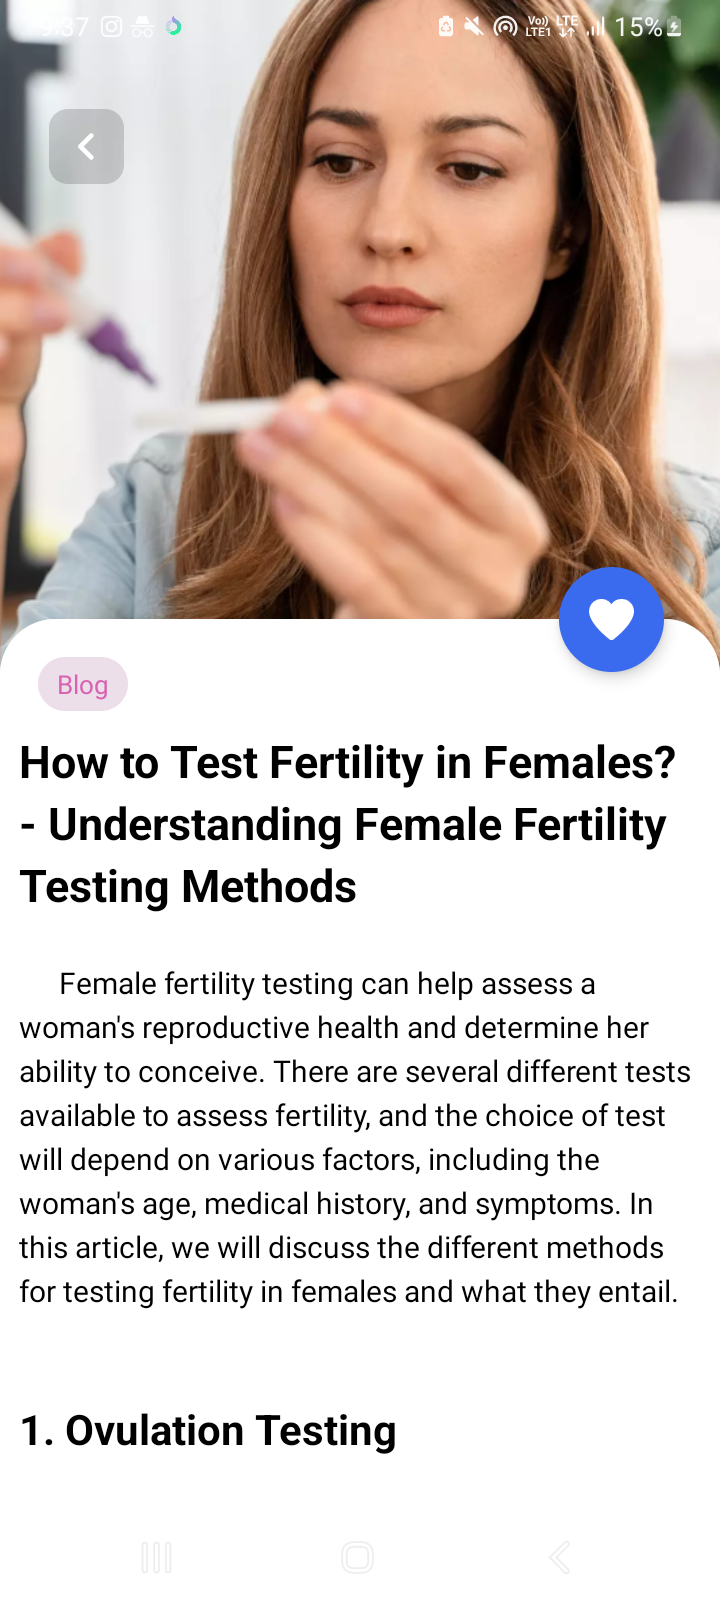 9:37
Vo)) LTE
LTE1
15%
Blog
How to Test Fertility in Females?
- Understanding Female Fertility
Testing Methods
Female fertility testing can help assess a
woman's reproductive health and determine her
ability to conceive. There are several different tests
available to assess fertility, and the choice of test
will depend on various factors, including the
woman's age, medical history, and symptoms. In
this article, we will discuss the different methods
for testing fertility in females and what they entail.
1. Ovulation Testing